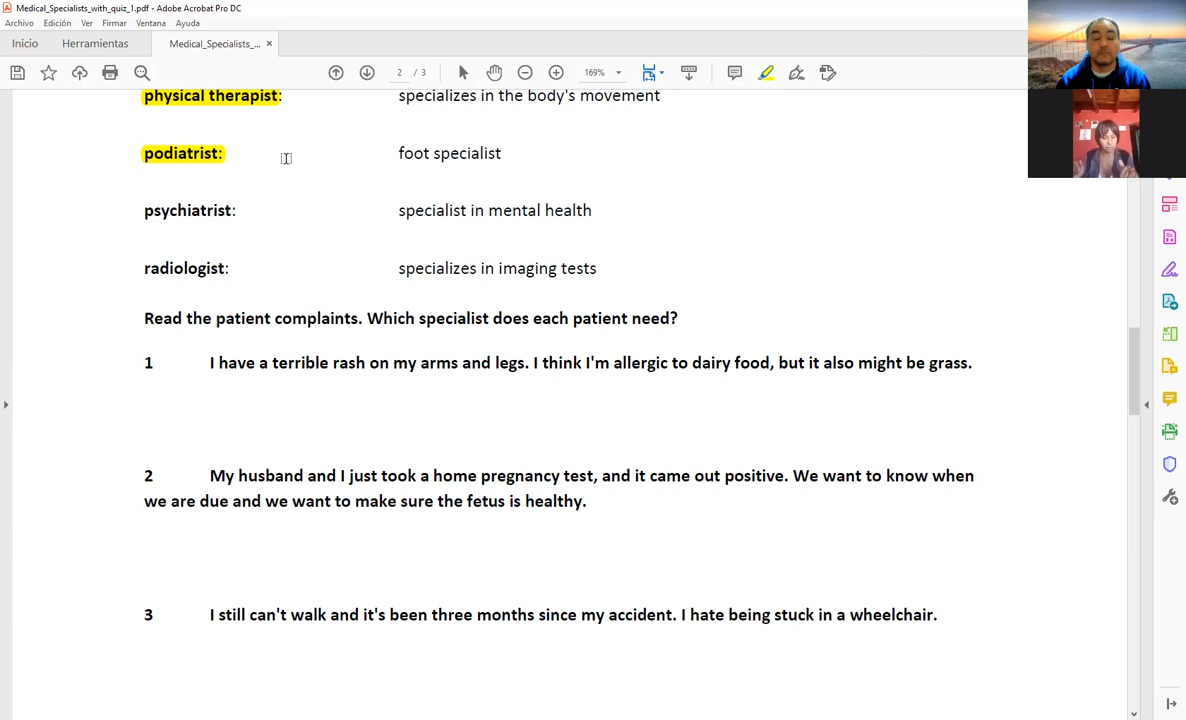 Medical_Specialists_with_quiz_1.pdf - Adobe Acrobat Pro DC
Archivo Edición Ver Firmar Ventana Ayuda
Inicio Herramientas Medical_Specialists_... ×
2 / 3 169%
physical therapist: specializes in the body's movement
podiatrist: foot specialist
psychiatrist: specialist in mental health
radiologist: specializes in imaging tests
Read the patient complaints. Which specialist does each patient need?
1 I have a terrible rash on my arms and legs. I think I'm allergic to dairy food, but it also might be grass.
2 My husband and I just took a home pregnancy test, and it came out positive. We want to know when
we are due and we want to make sure the fetus is healthy.
3 I still can't walk and it's been three months since my accident. I hate being stuck in a wheelchair.